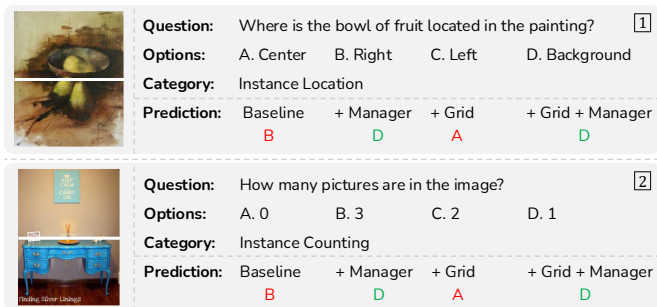 Question: Where is the bowl of fruit located in the painting? 1
Options: A. Center B. Right C. Left D. Background
Category: Instance Location
Prediction: Baseline + Manager + Grid + Grid + Manager
B D A D
KEEP
CALM
CARRY
ON
Finding Silver Linings
Question: How many pictures are in the image? 2
Options: A. 0 B. 3 C. 2 D. 1
Category: Instance Counting
Prediction: Baseline + Manager + Grid + Grid + Manager
B D A D